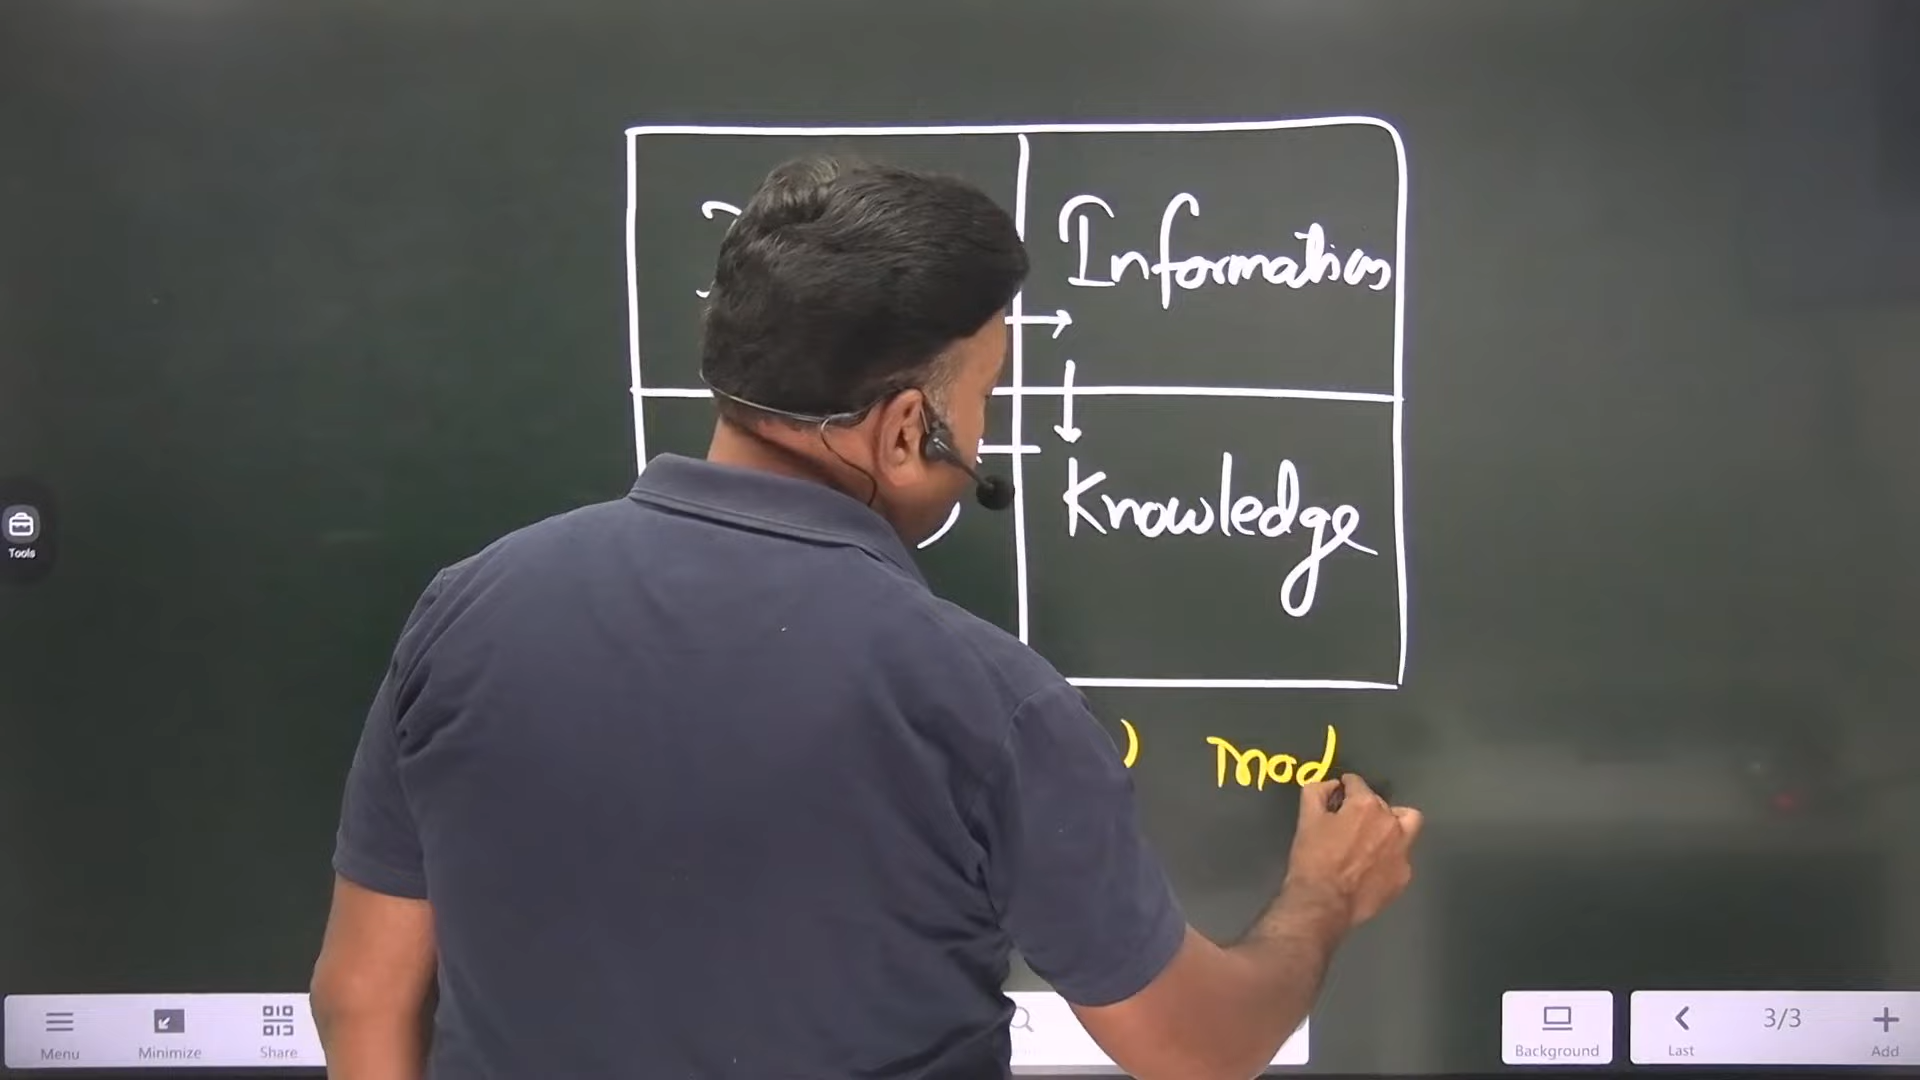 Information
Knowledge
) mod
Tools
Menu
Minimize
Share
Background
3/3
Last
Add